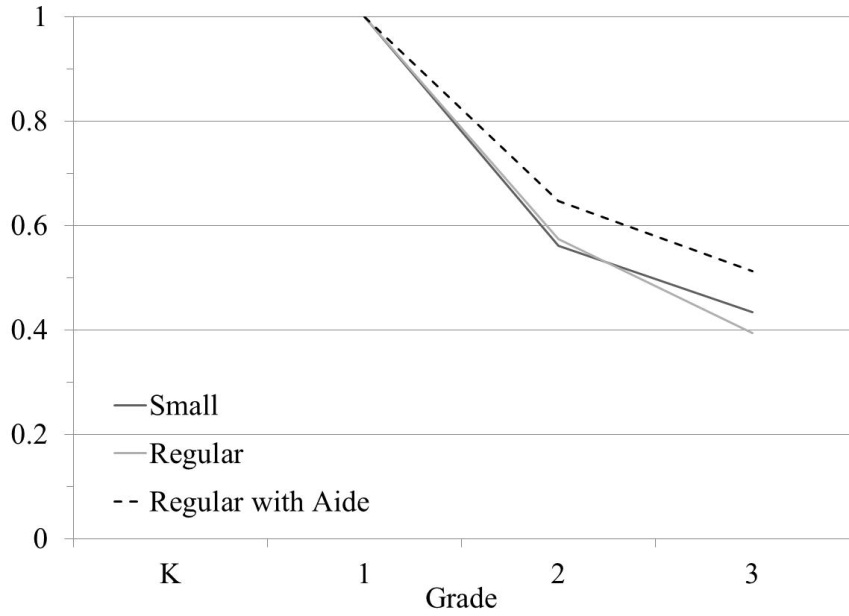 1
0.8
0.6
0.4
0.2
0
Small
Regular
Regular with Aide
K 1 2 3
Grade